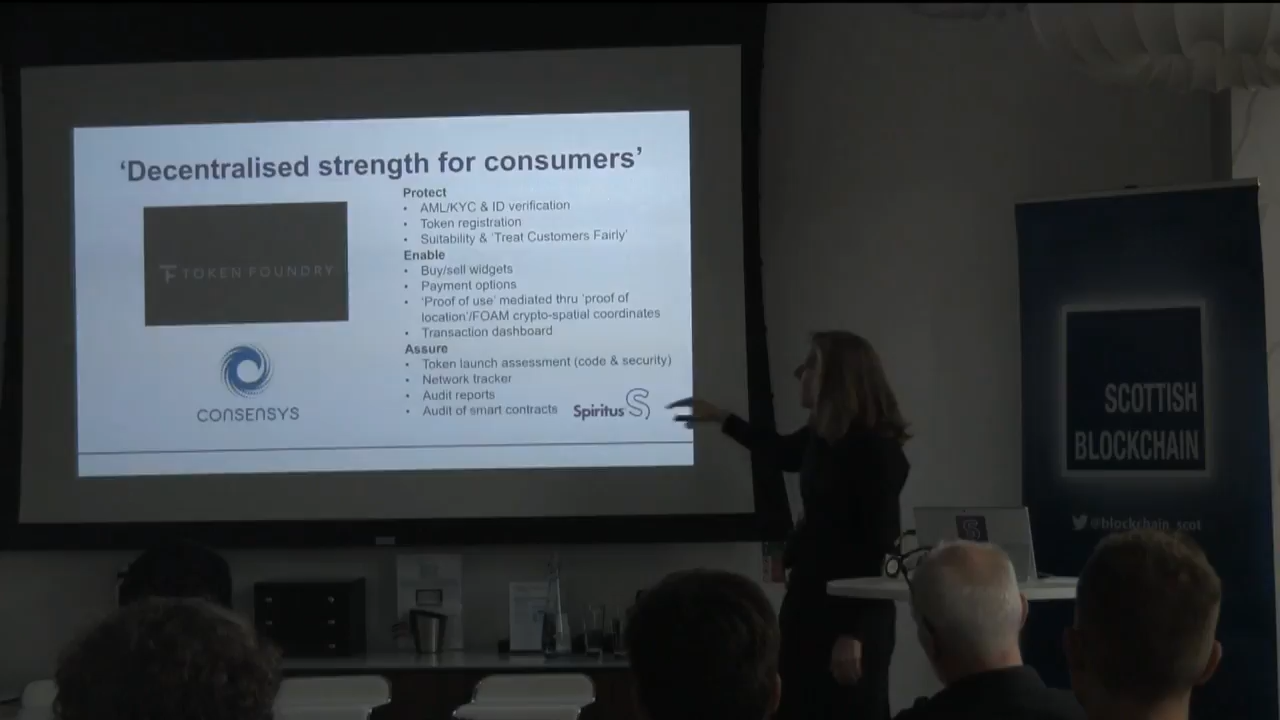 ‘Decentralised strength for consumers’
TOKEN FOUNDRY
CONSENSYS
Protect
• AML/KYC & ID verification
• Token registration
• Suitability & ‘Treat Customers Fairly’
Enable
• Buy/sell widgets
• Payment options
• ‘Proof of use’ mediated thru ‘proof of
location’/FOAM crypto-spatial coordinates
• Transaction dashboard
Assure
• Token launch assessment (code & security)
• Network tracker
• Audit reports
• Audit of smart contracts
Spiritus S
SCOTTISH
BLOCKCHAIN
@blockchain_scot
S